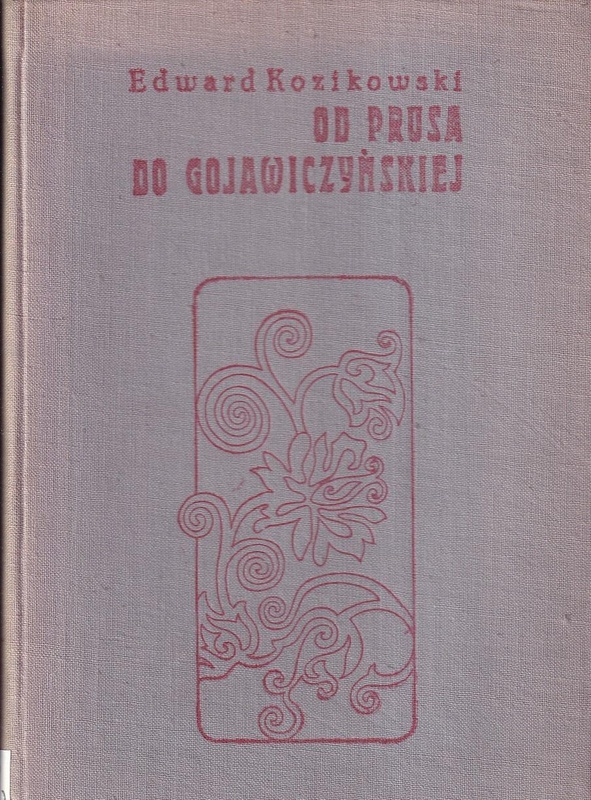 Edward Kozikowski
OD PRUSA
DO GOJAWICZYŃSKIEJ